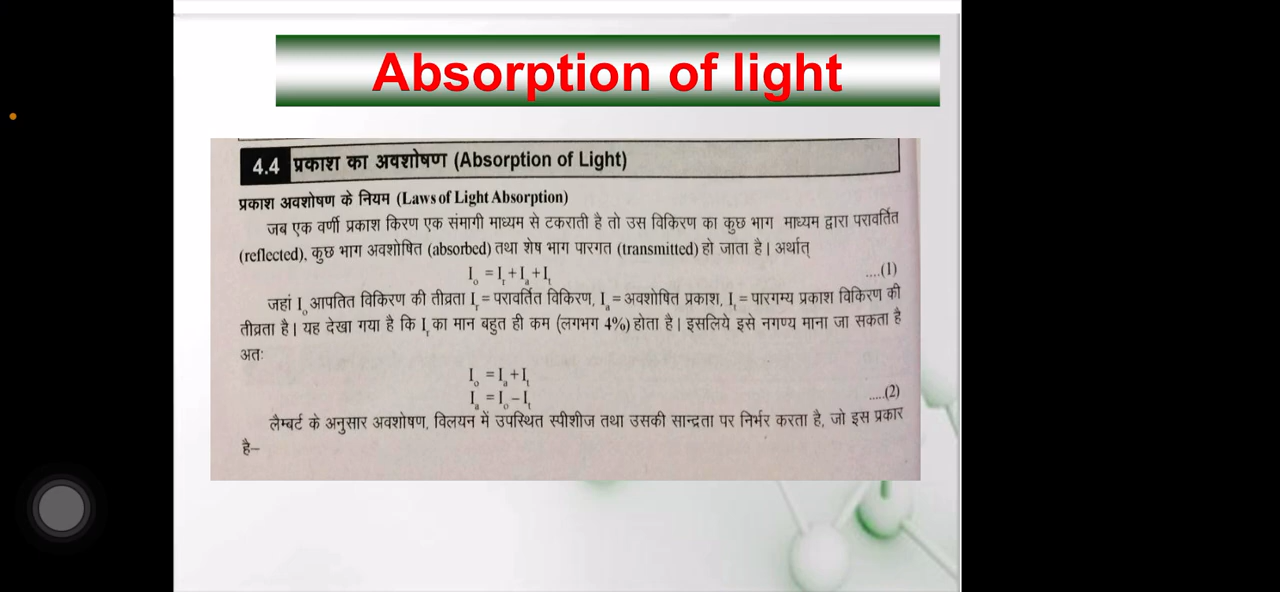 Absorption of light
4.4 प्रकाश का अवशोषण (Absorption of Light)
प्रकाश अवशोषण के नियम (Laws of Light Absorption)
जब एक वर्णी प्रकाश किरण एक संमागी माध्यम से टकराती है तो उस विकिरण का कुछ भाग माध्यम द्वारा परावर्तित
(reflected), कुछ भाग अवशोषित (absorbed) तथा शेष भाग पारगत (transmitted) हो जाता है। अर्थात्
Iₒ = Iᵣ + Iₐ + Iₜ ....(1)
जहां Iₒ आपतित विकिरण की तीव्रता Iᵣ = परावर्तित विकिरण, Iₐ = अवशोषित प्रकाश, Iₜ = पारगम्य प्रकाश विकिरण की
तीव्रता है। यह देखा गया है कि Iᵣ का मान बहुत ही कम (लगभग 4%) होता है। इसलिये इसे नगण्य माना जा सकता है
अतः
Iₒ = Iₐ + Iₜ
Iₐ = Iₒ – Iₜ .....(2)
लैम्बर्ट के अनुसार अवशोषण, विलयन में उपस्थित स्पीशीज तथा उसकी सान्द्रता पर निर्भर करता है, जो इस प्रकार
है–